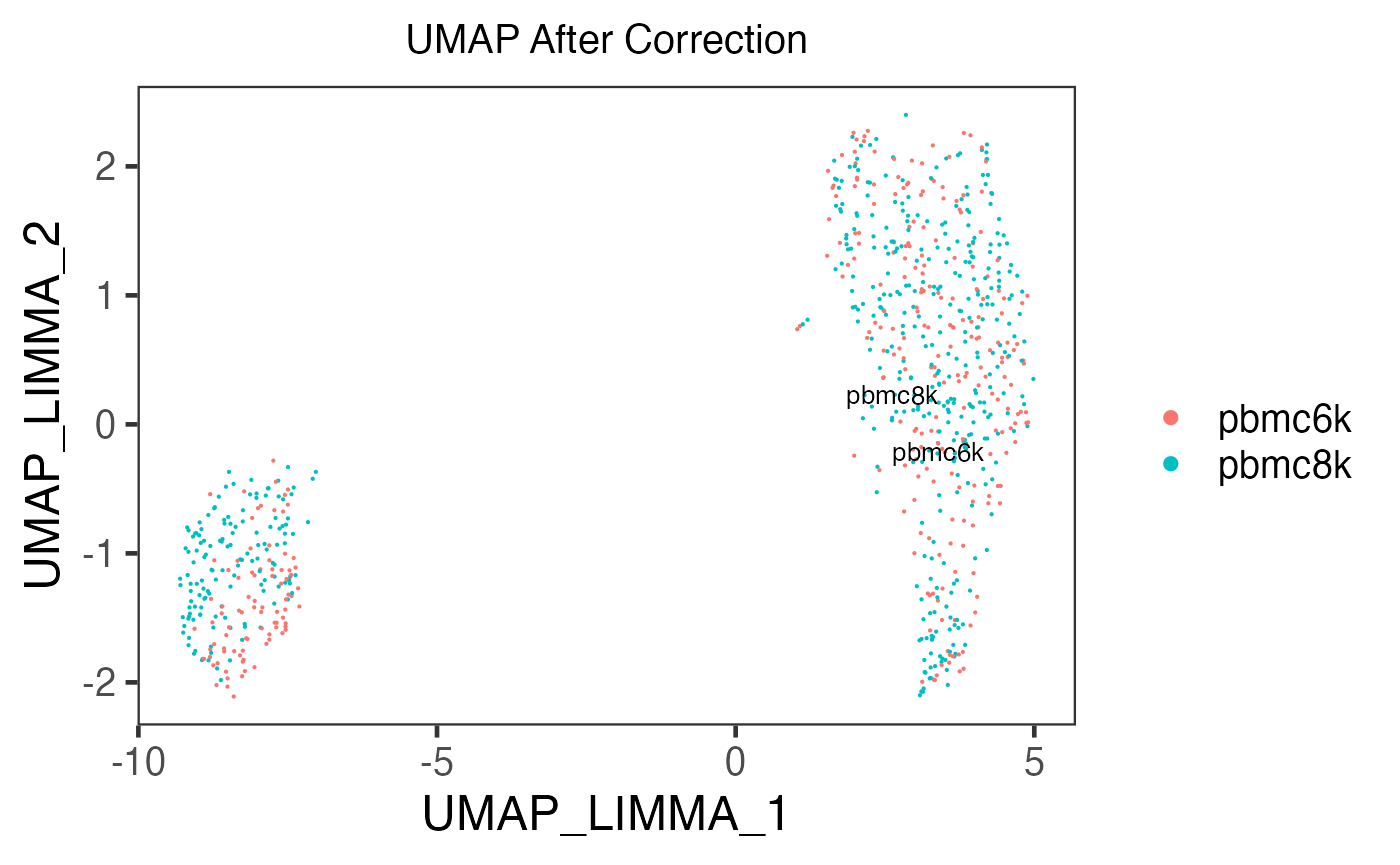 UMAP After Correction
UMAP_LIMMA_2
2
1
0
-1
-2
pbmc8k
pbmc6k
-10
-5
0
5
UMAP_LIMMA_1
pbmc6k
pbmc8k